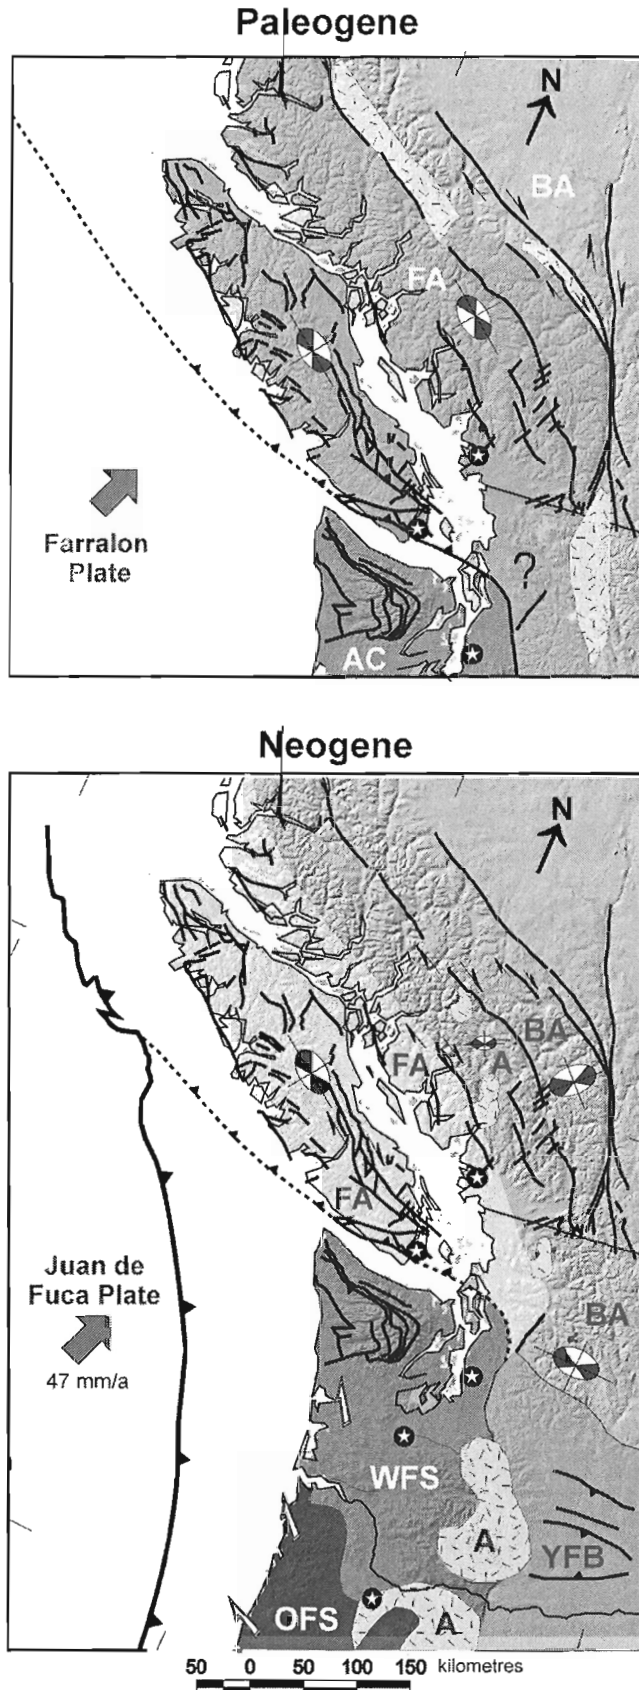 Paleogene
N
BA
FA
Farralon
Plate
?
AC
Neogene
N
BA
FA
A
FA
Juan de
Fuca Plate
BA
47 mm/a
WFS
A
YFB
OFS
A
50 0 50 100 150 kilometres